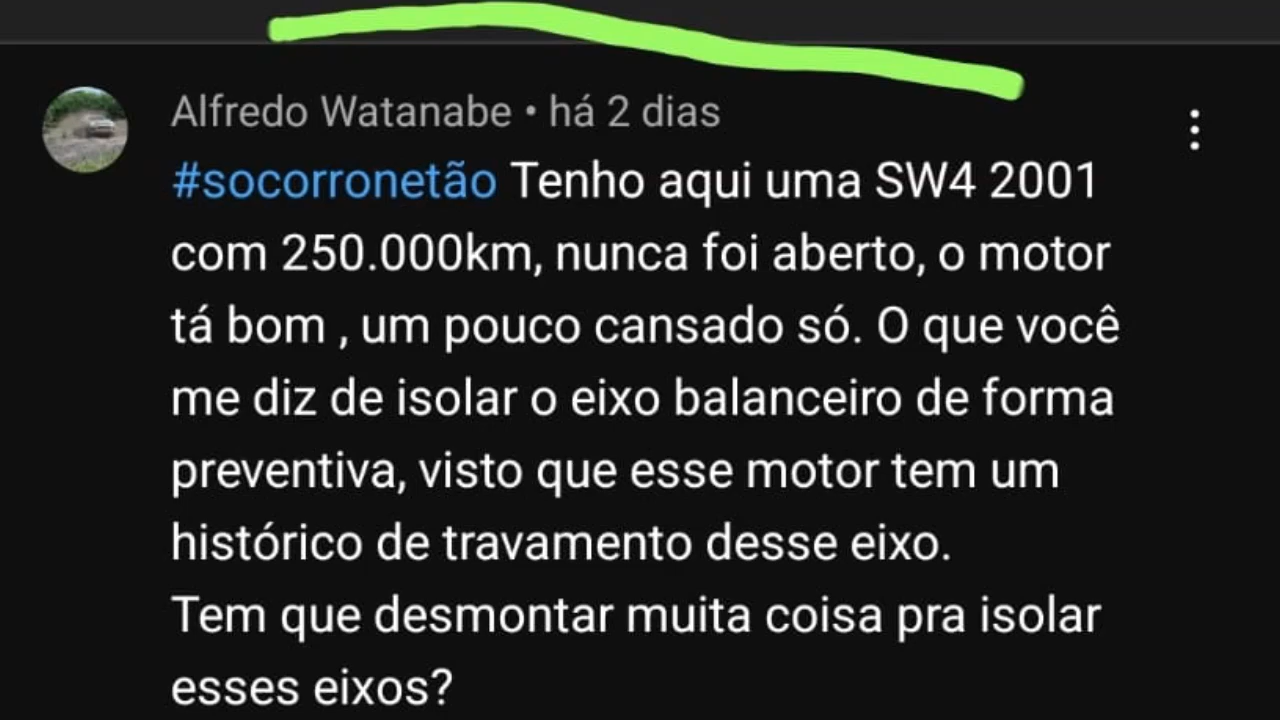 Alfredo Watanabe • há 2 dias
#socorronetão Tenho aqui uma SW4 2001
com 250.000km, nunca foi aberto, o motor
tá bom , um pouco cansado só. O que você
me diz de isolar o eixo balanceiro de forma
preventiva, visto que esse motor tem um
histórico de travamento desse eixo.
Tem que desmontar muita coisa pra isolar
esses eixos?